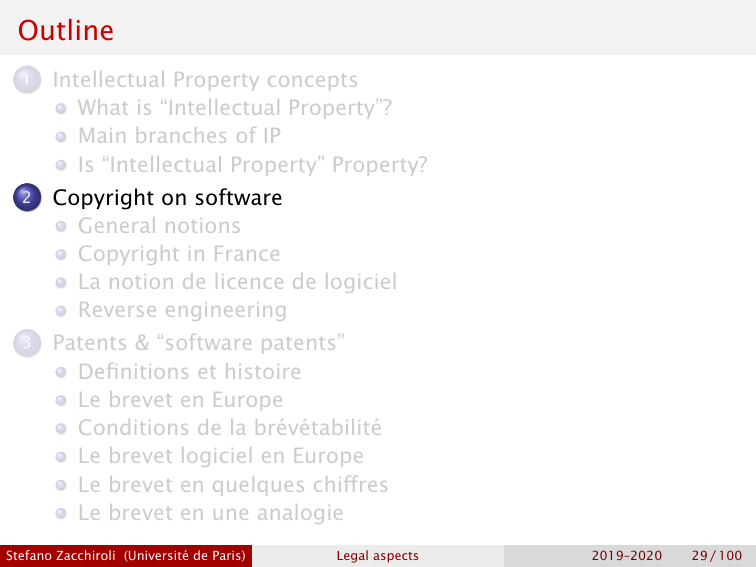 Outline
1 Intellectual Property concepts
What is “Intellectual Property”?
Main branches of IP
Is “Intellectual Property” Property?
2 Copyright on software
General notions
Copyright in France
La notion de licence de logiciel
Reverse engineering
3 Patents & “software patents”
Definitions et histoire
Le brevet en Europe
Conditions de la brévétabilité
Le brevet logiciel en Europe
Le brevet en quelques chiffres
Le brevet en une analogie
Stefano Zacchiroli (Université de Paris) Legal aspects 2019–2020 29 / 100